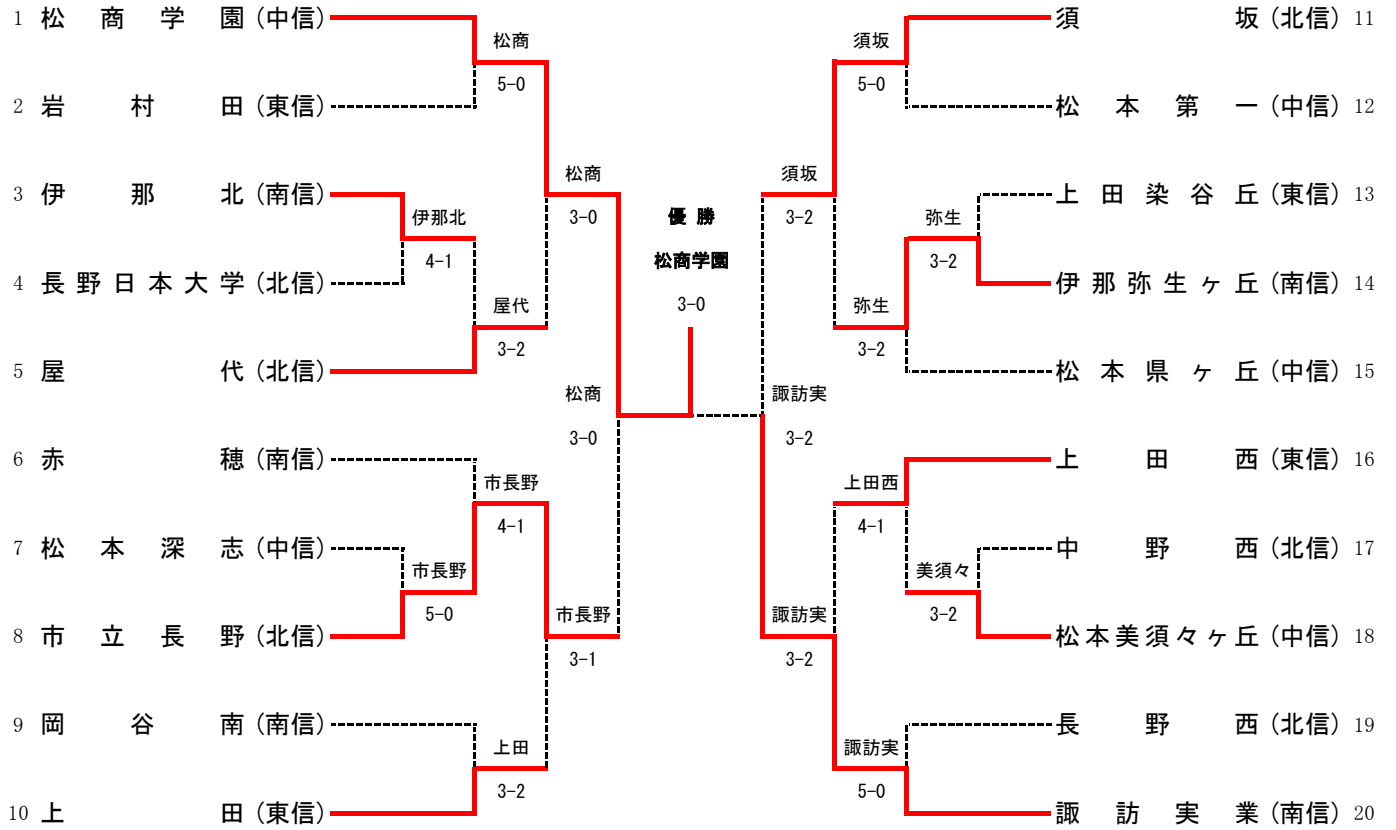 1 松商学園（中信）
松商
5-0
2 岩村田（東信）
3 伊那北（南信）
伊那北
4-1
4 長野日本大学（北信）
屋代
3-2
5 屋代（北信）
松商
3-0
6 赤穂（南信）
市長野
4-1
7 松本深志（中信）
市長野
5-0
8 市立長野（北信）
市長野
3-1
9 岡谷南（南信）
上田
3-2
10 上田（東信）
松商
3-0
優勝
松商学園
3-0
須坂（北信） 11
須坂
5-0
松本第一（中信） 12
須坂
3-2
上田染谷丘（東信） 13
弥生
3-2
伊那弥生ヶ丘（南信） 14
弥生
3-2
松本県ヶ丘（中信） 15
諏訪実
3-2
上田西（東信） 16
上田西
4-1
中野西（北信） 17
美須々
3-2
松本美須々ヶ丘（中信） 18
諏訪実
3-2
長野西（北信） 19
諏訪実
5-0
諏訪実業（南信） 20